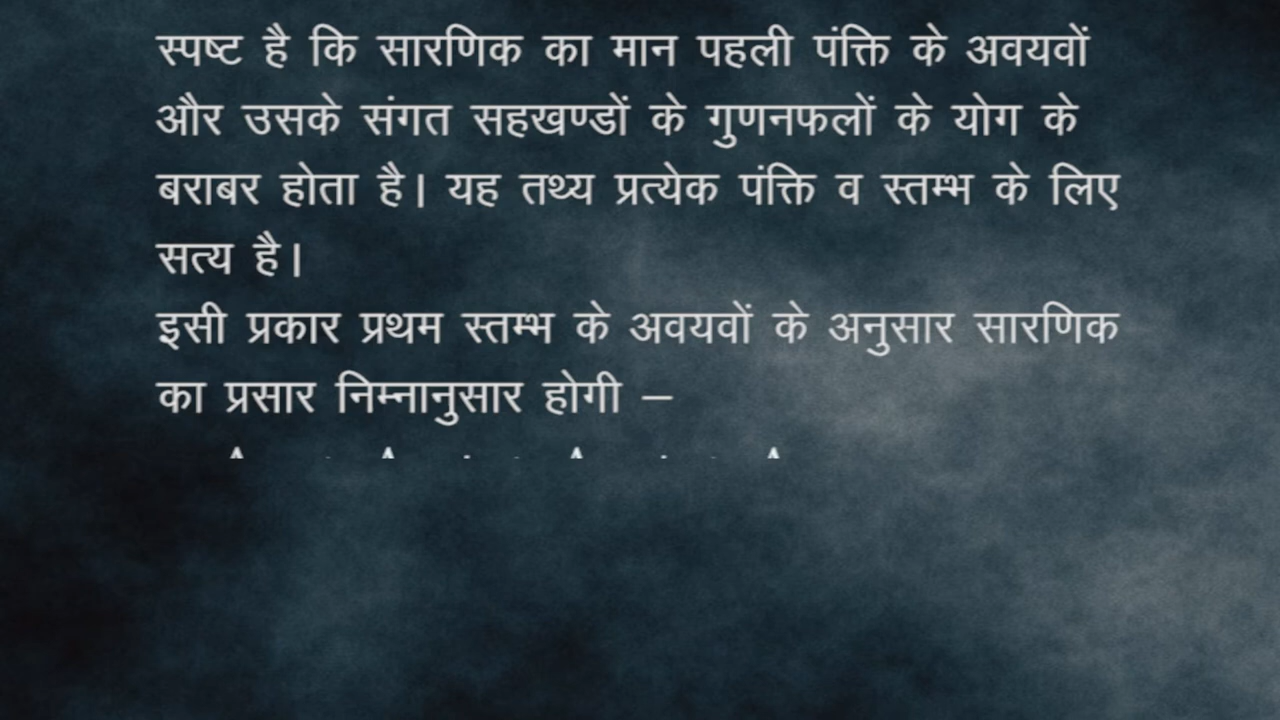 स्पष्ट है कि सारणिक का मान पहली पंक्ति के अवयवों
और उसके संगत सहखण्डों के गुणनफलों के योग के
बराबर होता है। यह तथ्य प्रत्येक पंक्ति व स्तम्भ के लिए
सत्य है।
इसी प्रकार प्रथम स्तम्भ के अवयवों के अनुसार सारणिक
का प्रसार निम्नानुसार होगी –